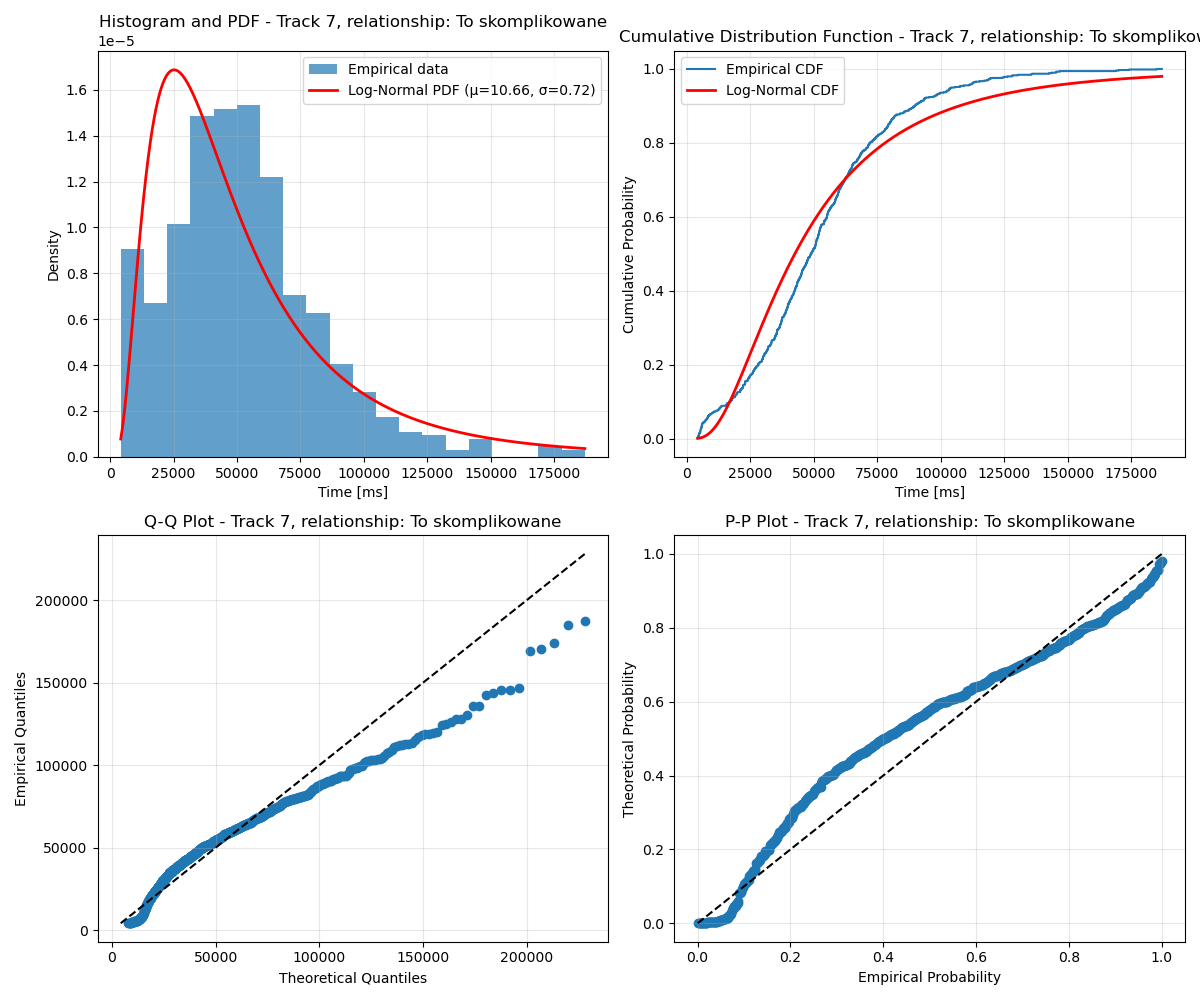 Histogram and PDF - Track 7, relationship: To skomplikowane
1e−5
Empirical data
Log-Normal PDF (μ=10.66, σ=0.72)
1.6
1.4
1.2
1.0
0.8
0.6
0.4
0.2
0.0
Density
0 25000 50000 75000 100000 125000 150000 175000
Time [ms]
Cumulative Distribution Function - Track 7, relationship: To skomplikow
Empirical CDF
Log-Normal CDF
1.0
0.8
0.6
0.4
0.2
0.0
Cumulative Probability
0 25000 50000 75000 100000 125000 150000 175000
Time [ms]
Q-Q Plot - Track 7, relationship: To skomplikowane
200000
150000
100000
50000
0
Empirical Quantiles
0 50000 100000 150000 200000
Theoretical Quantiles
P-P Plot - Track 7, relationship: To skomplikowane
1.0
0.8
0.6
0.4
0.2
0.0
Theoretical Probability
0.0 0.2 0.4 0.6 0.8 1.0
Empirical Probability